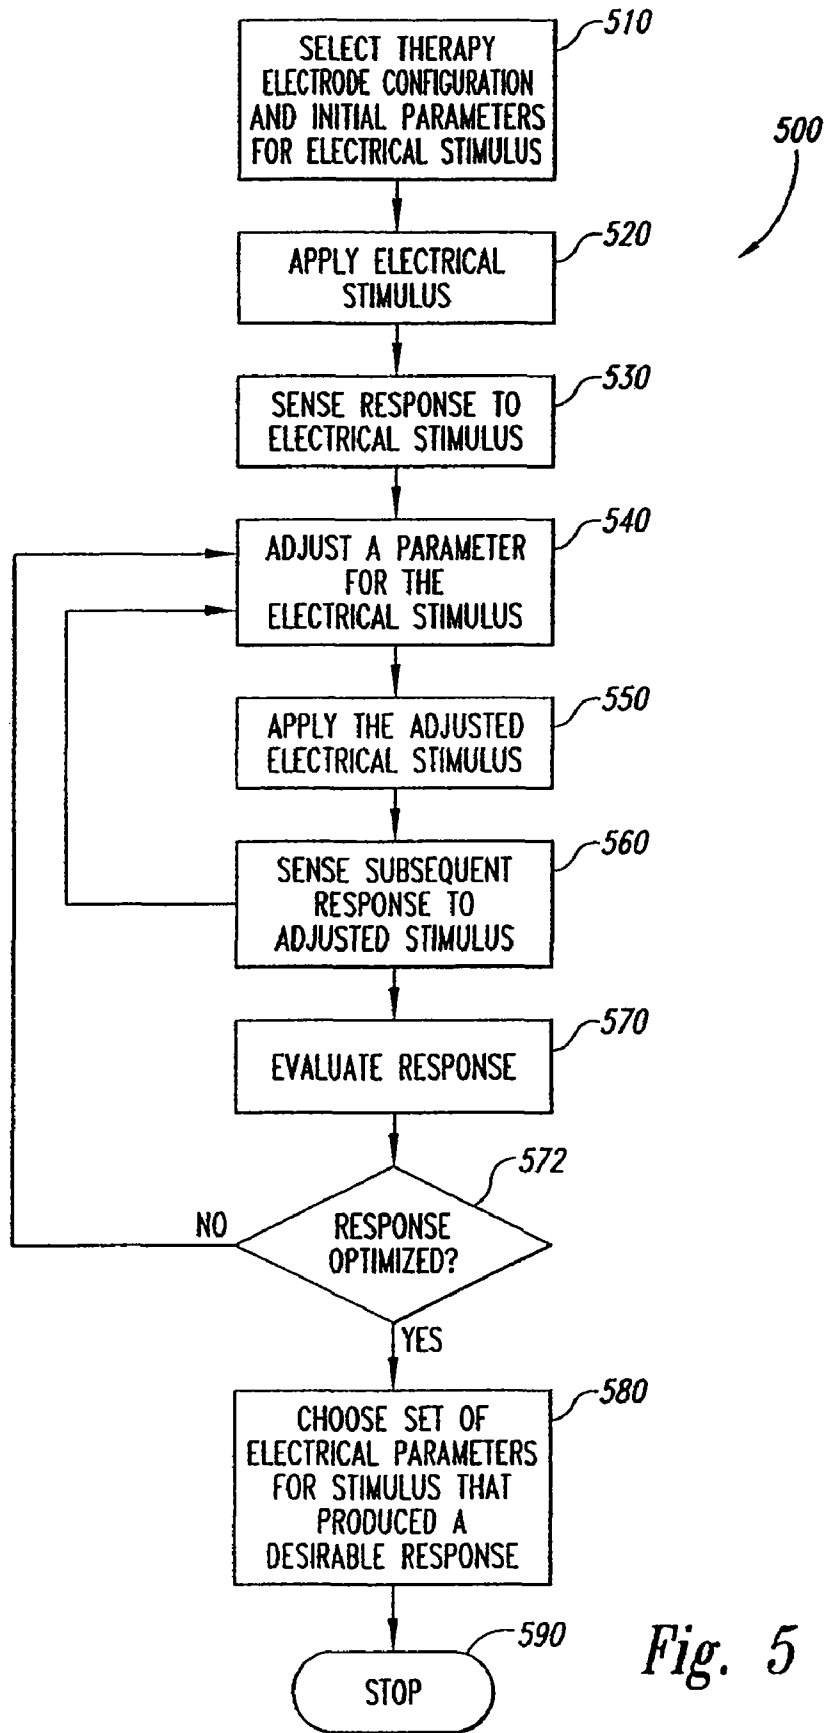 510
SELECT THERAPY
ELECTRODE CONFIGURATION
AND INITIAL PARAMETERS
FOR ELECTRICAL STIMULUS
500
520
APPLY ELECTRICAL
STIMULUS
530
SENSE RESPONSE TO
ELECTRICAL STIMULUS
540
ADJUST A PARAMETER
FOR THE
ELECTRICAL STIMULUS
550
APPLY THE ADJUSTED
ELECTRICAL STIMULUS
560
SENSE SUBSEQUENT
RESPONSE TO
ADJUSTED STIMULUS
570
EVALUATE RESPONSE
572
RESPONSE
OPTIMIZED?
NO
YES
580
CHOOSE SET OF
ELECTRICAL PARAMETERS
FOR STIMULUS THAT
PRODUCED A
DESIRABLE RESPONSE
590
STOP
Fig. 5